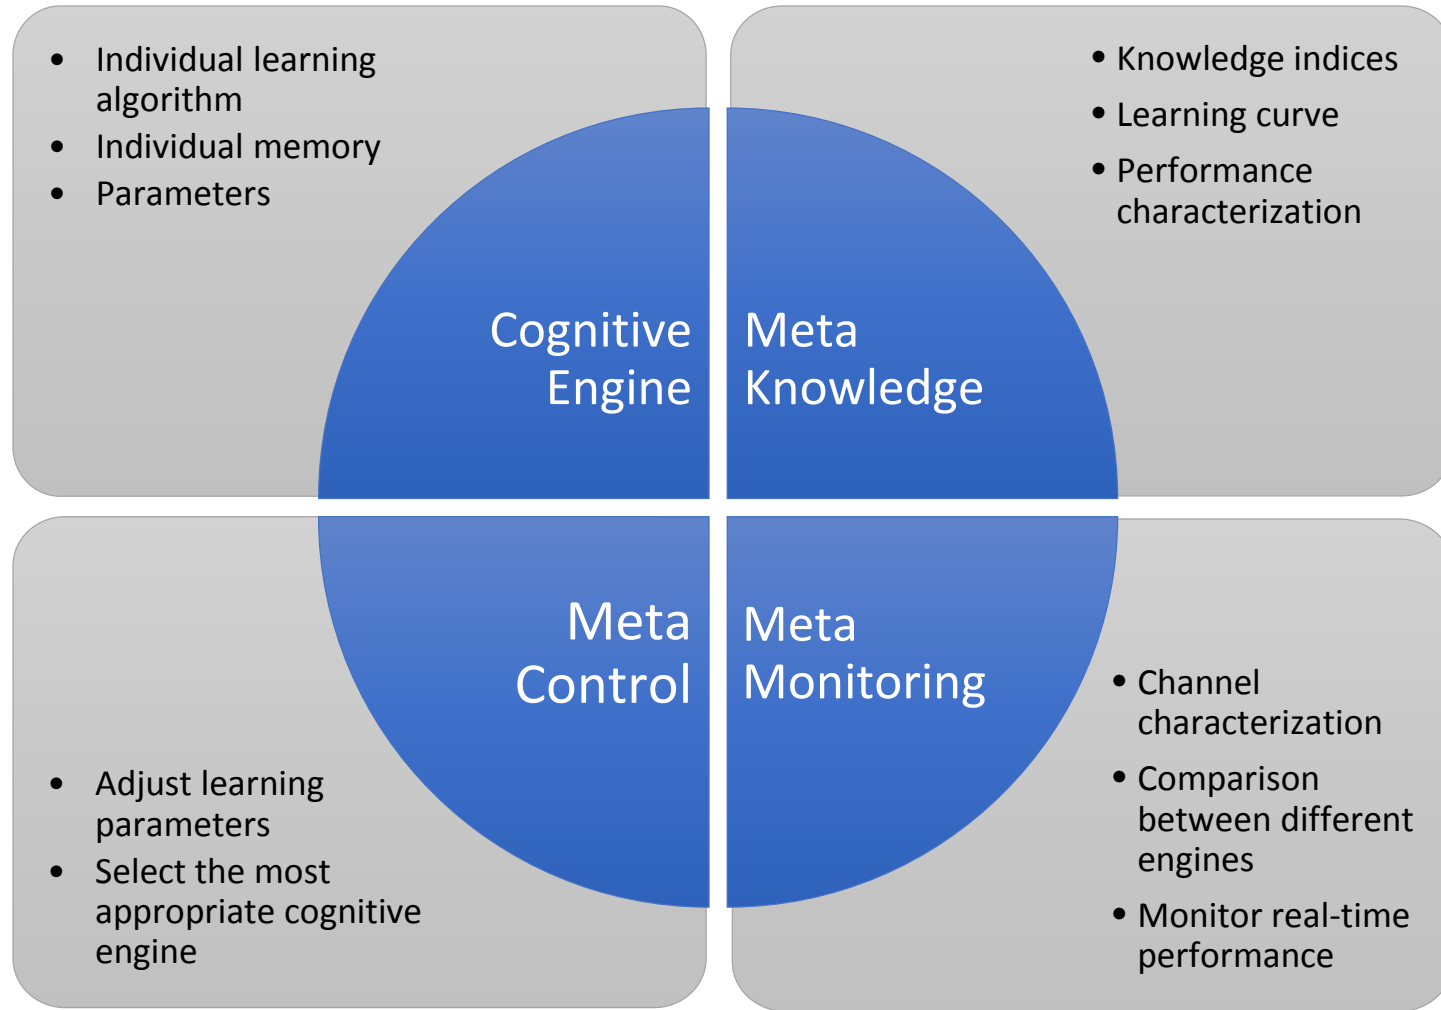 • Individual learning
algorithm
• Individual memory
• Parameters
• Knowledge indices
• Learning curve
• Performance
characterization
Cognitive
Engine
Meta
Knowledge
Meta
Control
Meta
Monitoring
• Adjust learning
parameters
• Select the most
appropriate cognitive
engine
• Channel
characterization
• Comparison
between different
engines
• Monitor real-time
performance